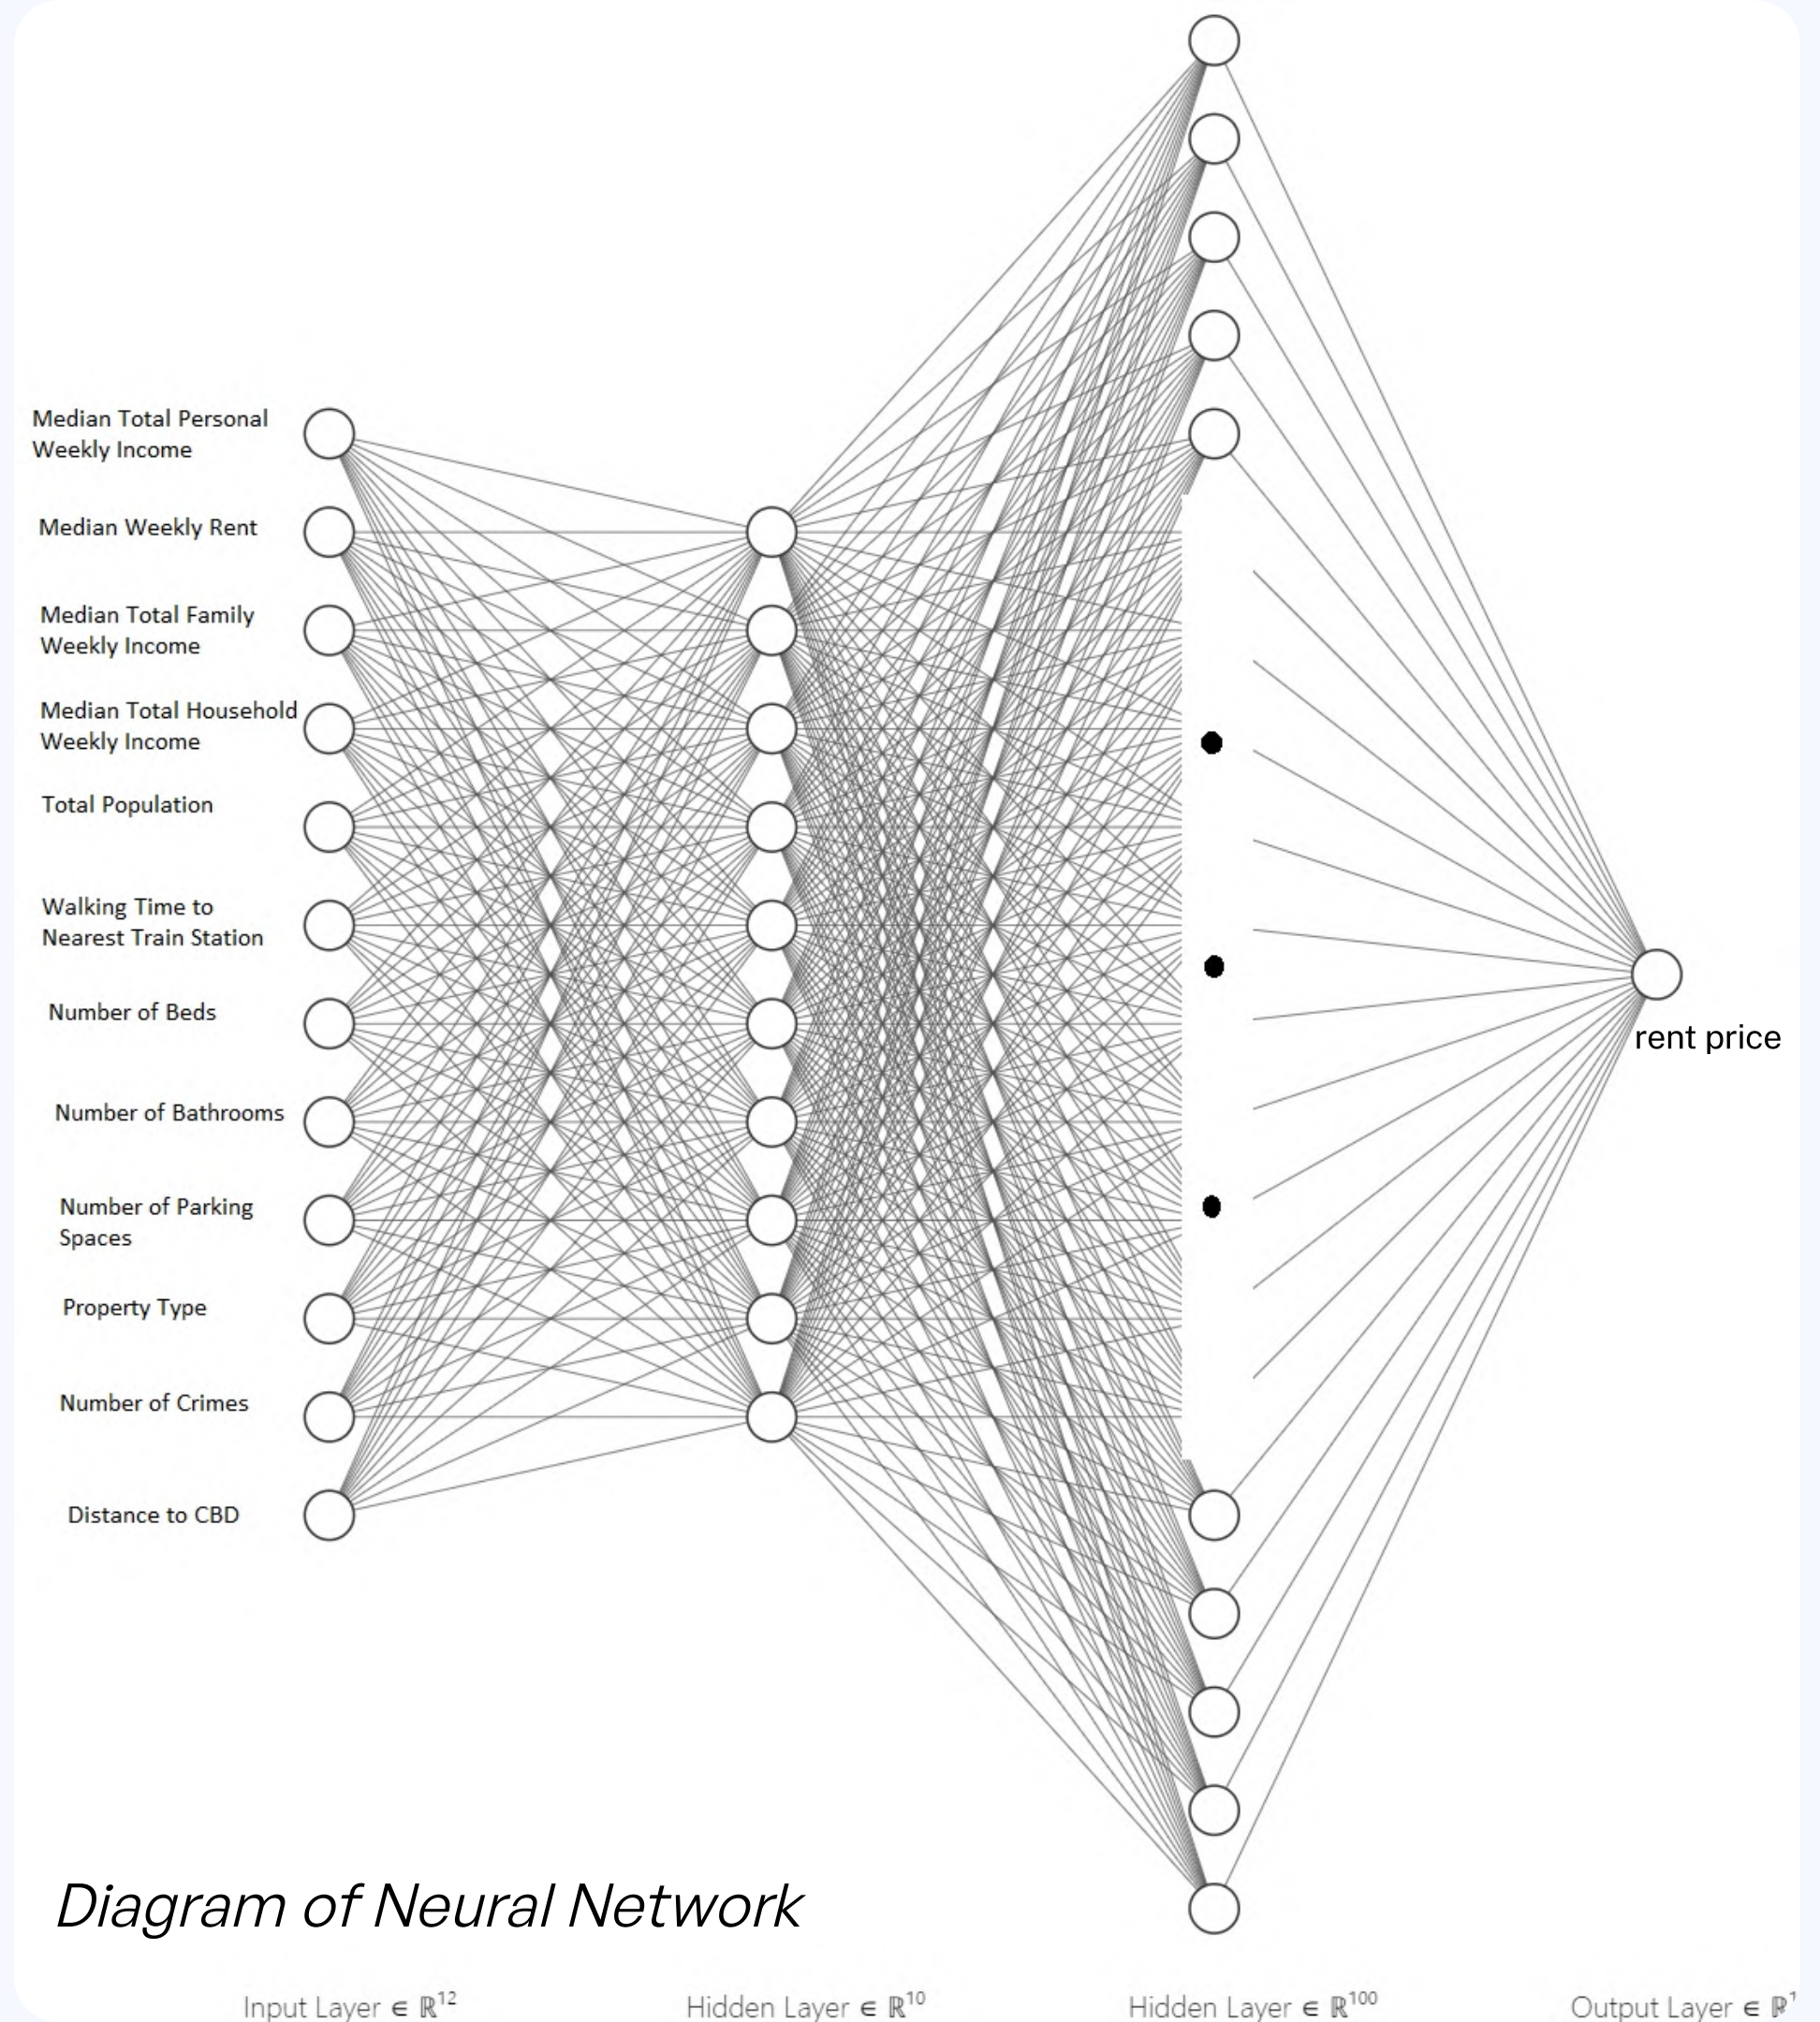 Median Total Personal
Weekly Income
Median Weekly Rent
Median Total Family
Weekly Income
Median Total Household
Weekly Income
Total Population
Walking Time to
Nearest Train Station
Number of Beds
Number of Bathrooms
Number of Parking
Spaces
Property Type
Number of Crimes
Distance to CBD
rent price
Diagram of Neural Network
Input Layer ∈ ℝ¹²
Hidden Layer ∈ ℝ¹⁰
Hidden Layer ∈ ℝ¹⁰⁰
Output Layer ∈ ℝ¹